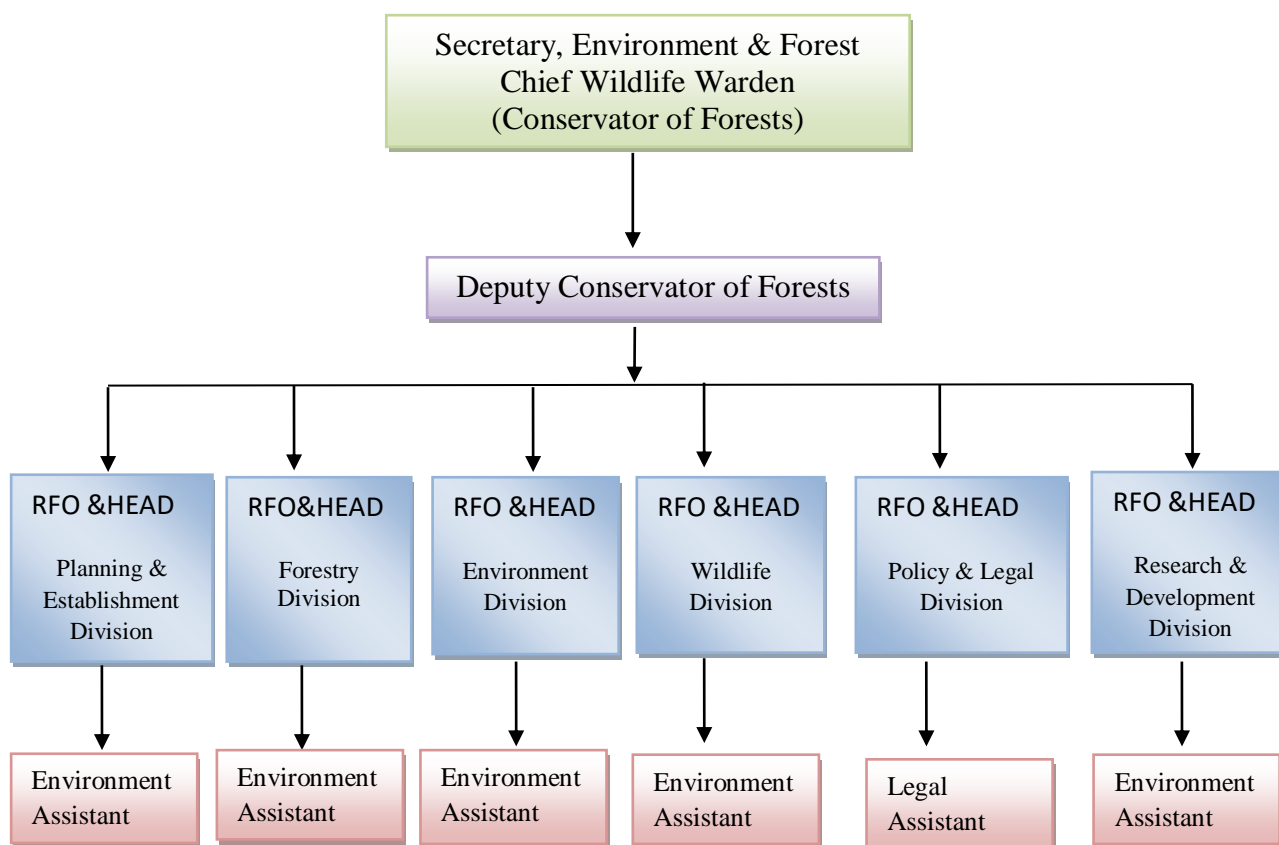 Secretary, Environment & Forest
Chief Wildlife Warden
(Conservator of Forests)
Deputy Conservator of Forests
RFO &HEAD
Planning &
Establishment
Division
RFO&HEAD
Forestry
Division
RFO &HEAD
Environment
Division
RFO &HEAD
Wildlife
Division
RFO &HEAD
Policy & Legal
Division
RFO &HEAD
Research &
Development
Division
Environment
Assistant
Environment
Assistant
Environment
Assistant
Environment
Assistant
Legal
Assistant
Environment
Assistant